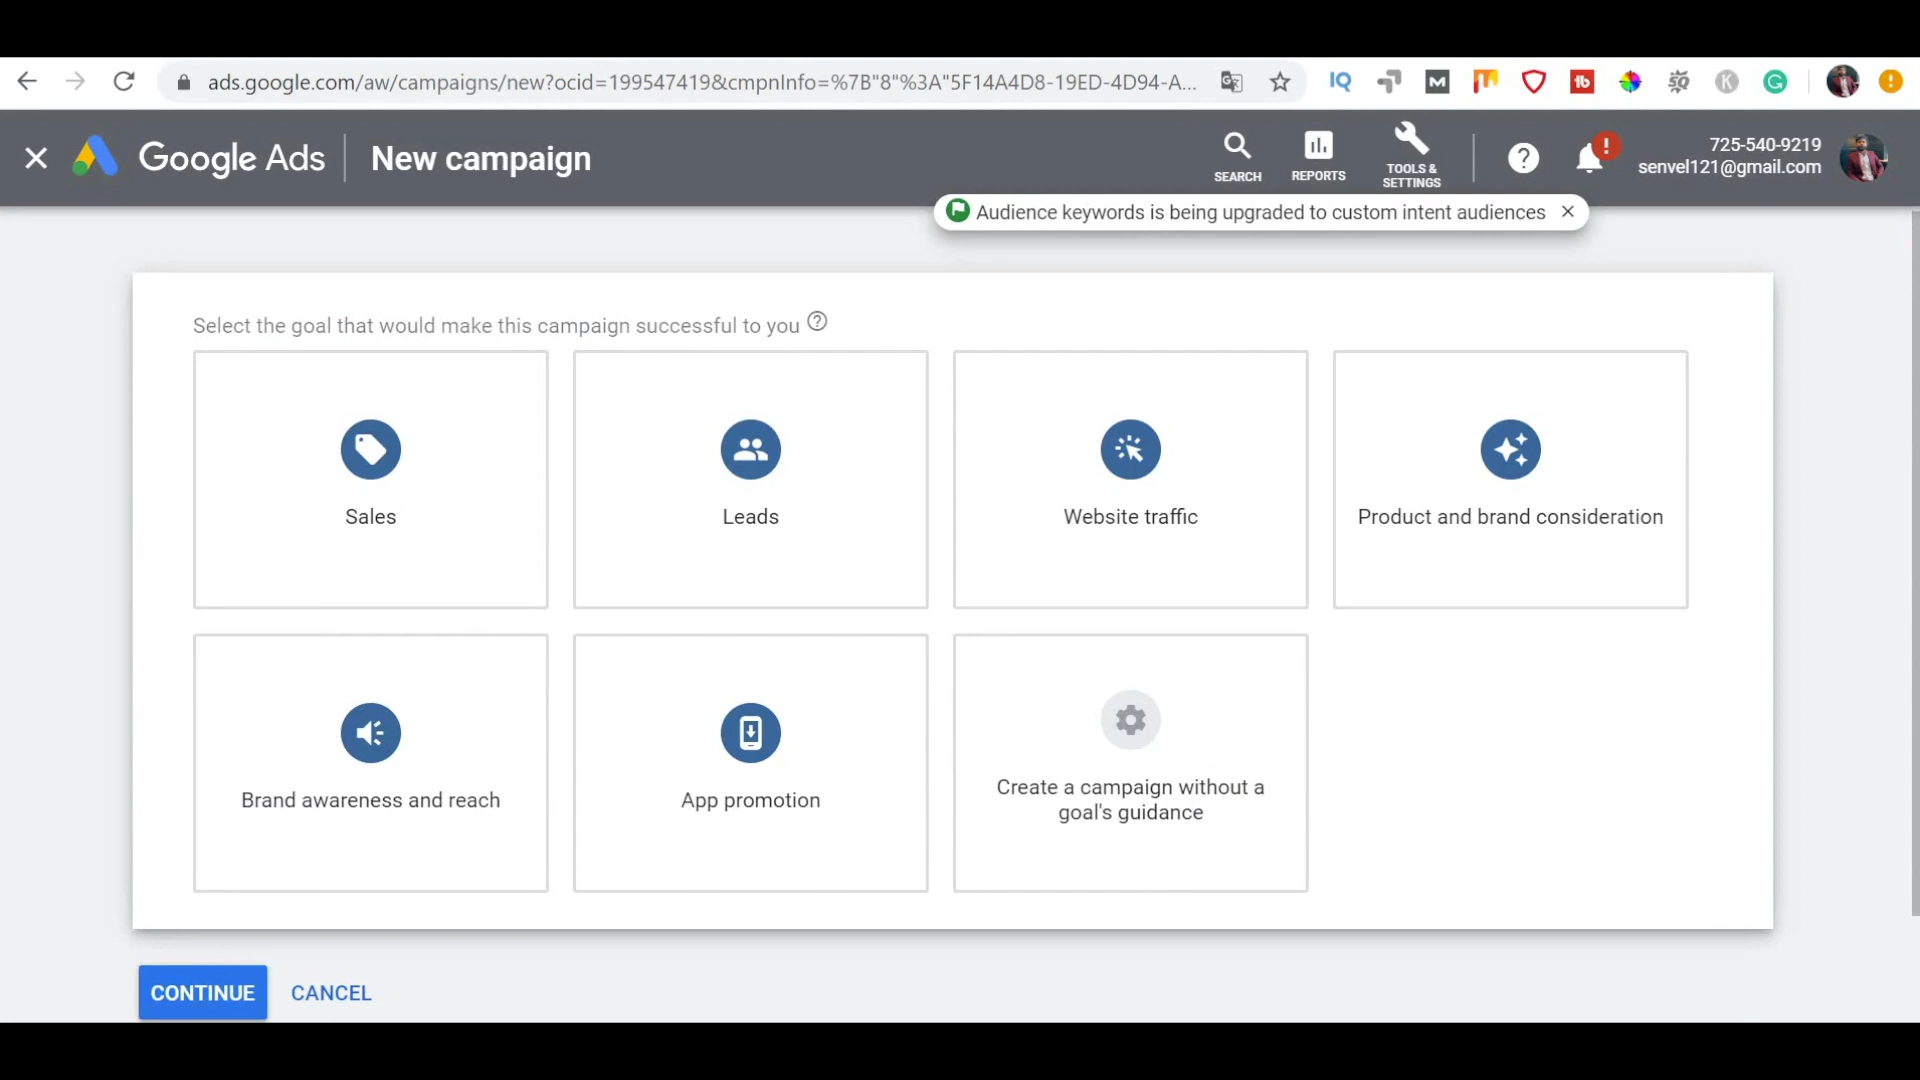 ads.google.com/aw/campaigns/new?ocid=199547419&cmpnInfo=%7B"8"%3A"5F14A4D8-19ED-4D94-A...
IQ
M
tb
K
G
Google Ads
New campaign
SEARCH
REPORTS
TOOLS &
SETTINGS
?
!
725-540-9219
senvel121@gmail.com
Audience keywords is being upgraded to custom intent audiences
Select the goal that would make this campaign successful to you ?
Sales
Leads
Website traffic
Product and brand consideration
Brand awareness and reach
App promotion
Create a campaign without a
goal's guidance
CONTINUE
CANCEL